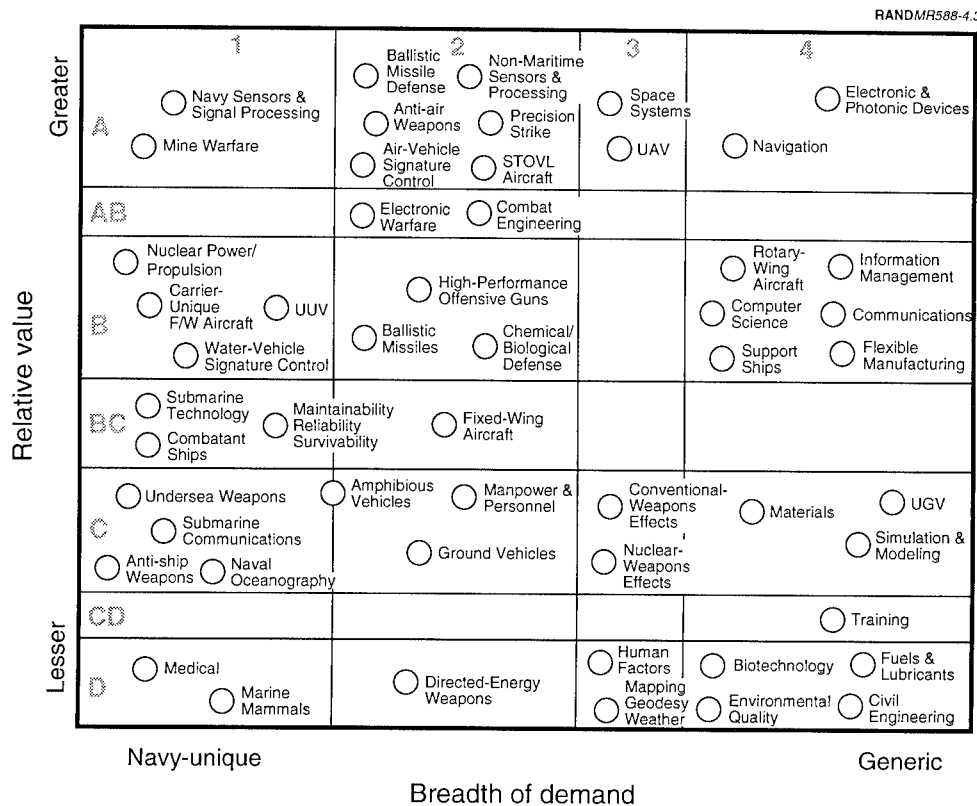 RANDMR588-4.3
Greater
Relative value
Lesser
1
2
3
4
A
Navy Sensors &
Signal Processing
Mine Warfare
Ballistic
Missile
Defense
Non-Maritime
Sensors &
Processing
Anti-air
Weapons
Precision
Strike
Air-Vehicle
Signature
Control
STOVL
Aircraft
Space
Systems
UAV
Electronic &
Photonic Devices
Navigation
AB
Electronic
Warfare
Combat
Engineering
B
Nuclear Power/
Propulsion
Carrier-
Unique
F/W Aircraft
UUV
Water-Vehicle
Signature Control
High-Performance
Offensive Guns
Ballistic
Missiles
Chemical/
Biological
Defense
Rotary-
Wing
Aircraft
Information
Management
Computer
Science
Communications
Support
Ships
Flexible
Manufacturing
BC
Submarine
Technology
Combatant
Ships
Maintainability
Reliability
Survivability
Fixed-Wing
Aircraft
C
Undersea Weapons
Submarine
Communications
Anti-ship
Weapons
Naval
Oceanography
Amphibious
Vehicles
Manpower &
Personnel
Ground Vehicles
Conventional-
Weapons
Effects
Nuclear-
Weapons
Effects
Materials
UGV
Simulation &
Modeling
CD
Training
D
Medical
Marine
Mammals
Directed-Energy
Weapons
Human
Factors
Mapping
Geodesy
Weather
Biotechnology
Fuels &
Lubricants
Environmental
Quality
Civil
Engineering
Navy-unique
Generic
Breadth of demand